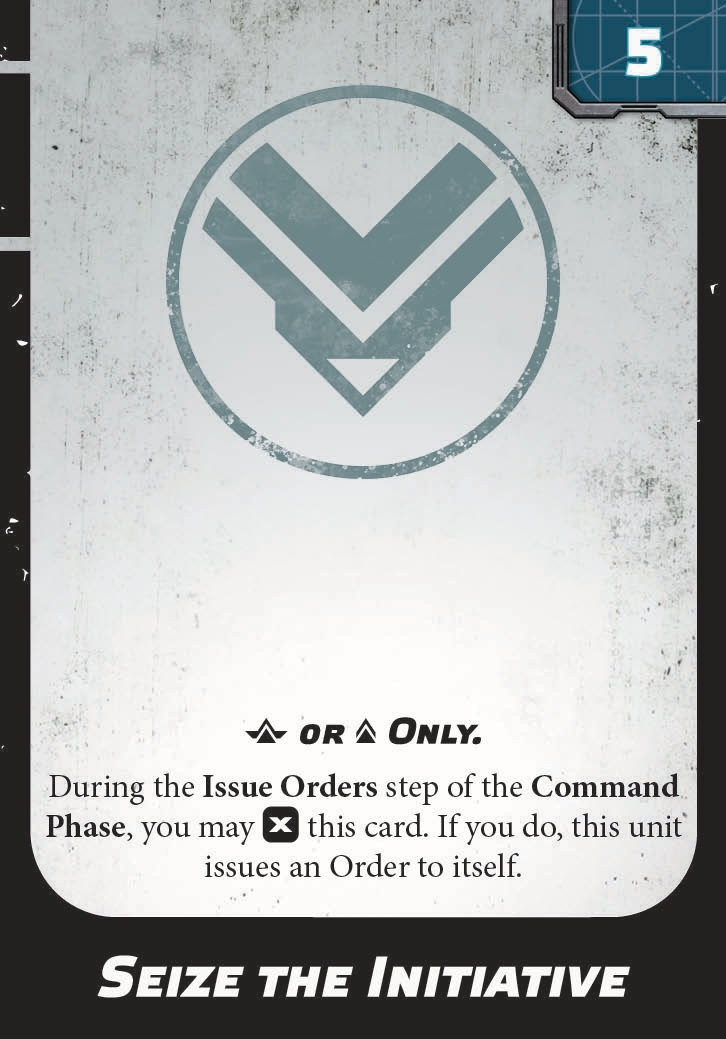 5
OR ONLY.
During the Issue Orders step of the Command
Phase, you may this card. If you do, this unit
issues an Order to itself.
SEIZE THE INITIATIVE